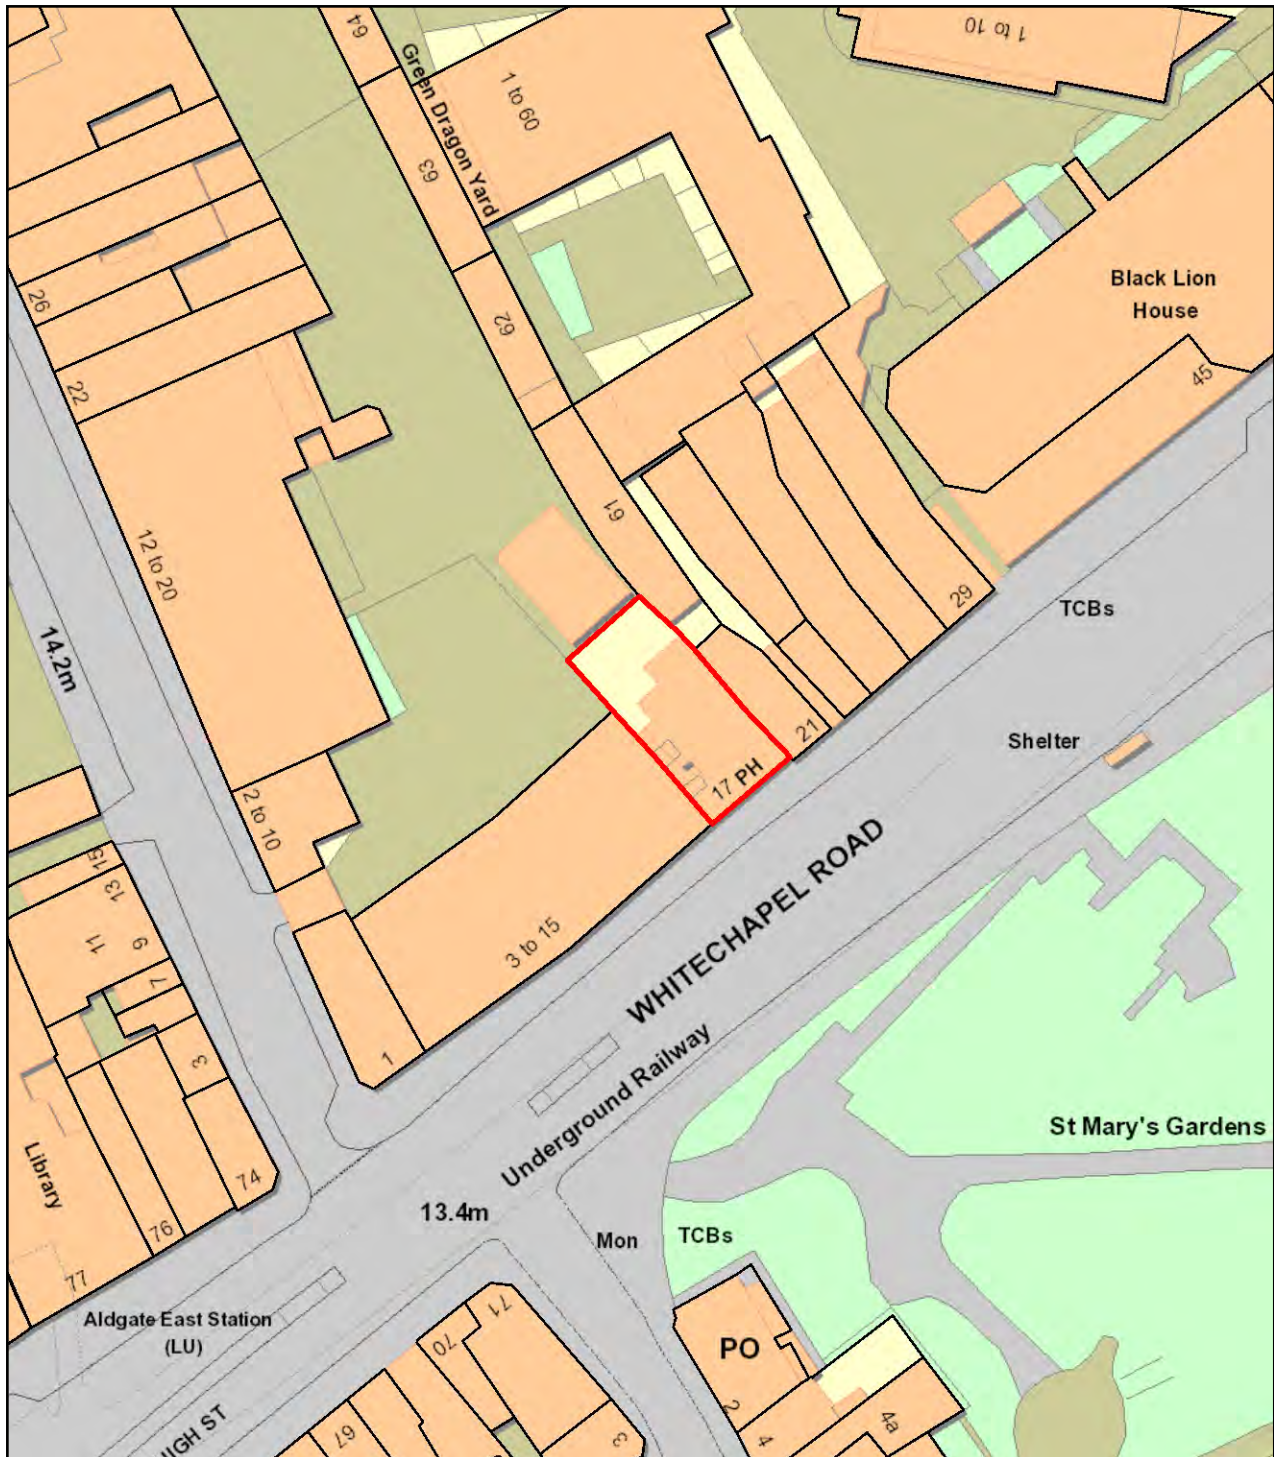 64
Green Dragon Yard
1 to 60
1 to 10
63
26
62
Black Lion
House
22
45
61
12 to 20
29
TCBs
14.2m
21
Shelter
17 PH
2 to 10
15
13
11
9
7
3
WHITECHAPEL ROAD
3 to 15
1
Underground Railway
St Mary's Gardens
Library
74
76
77
13.4m
Mon
TCBs
Aldgate East Station
(LU)
71
70
67
PO
2
4
4a
3
HIGH ST